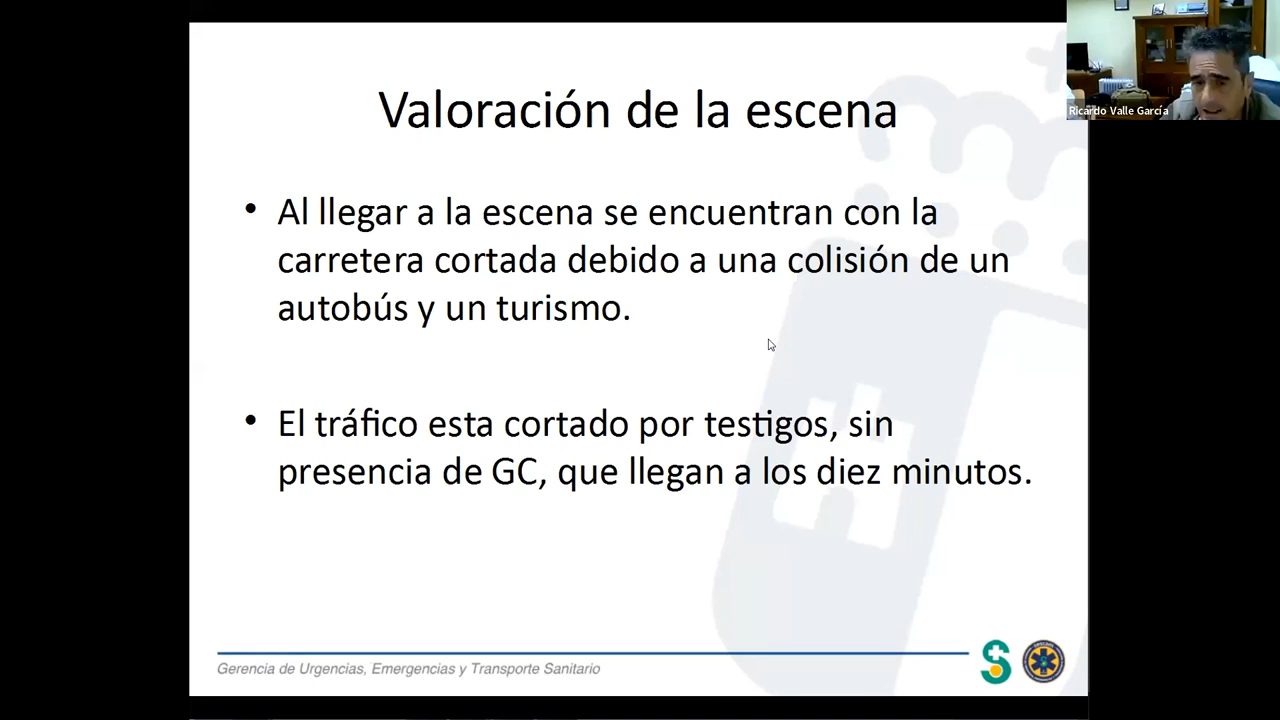 Valoración de la escena
Ricardo Valle García
• Al llegar a la escena se encuentran con la
carretera cortada debido a una colisión de un
autobús y un turismo.
• El tráfico esta cortado por testigos, sin
presencia de GC, que llegan a los diez minutos.
Gerencia de Urgencias, Emergencias y Transporte Sanitario